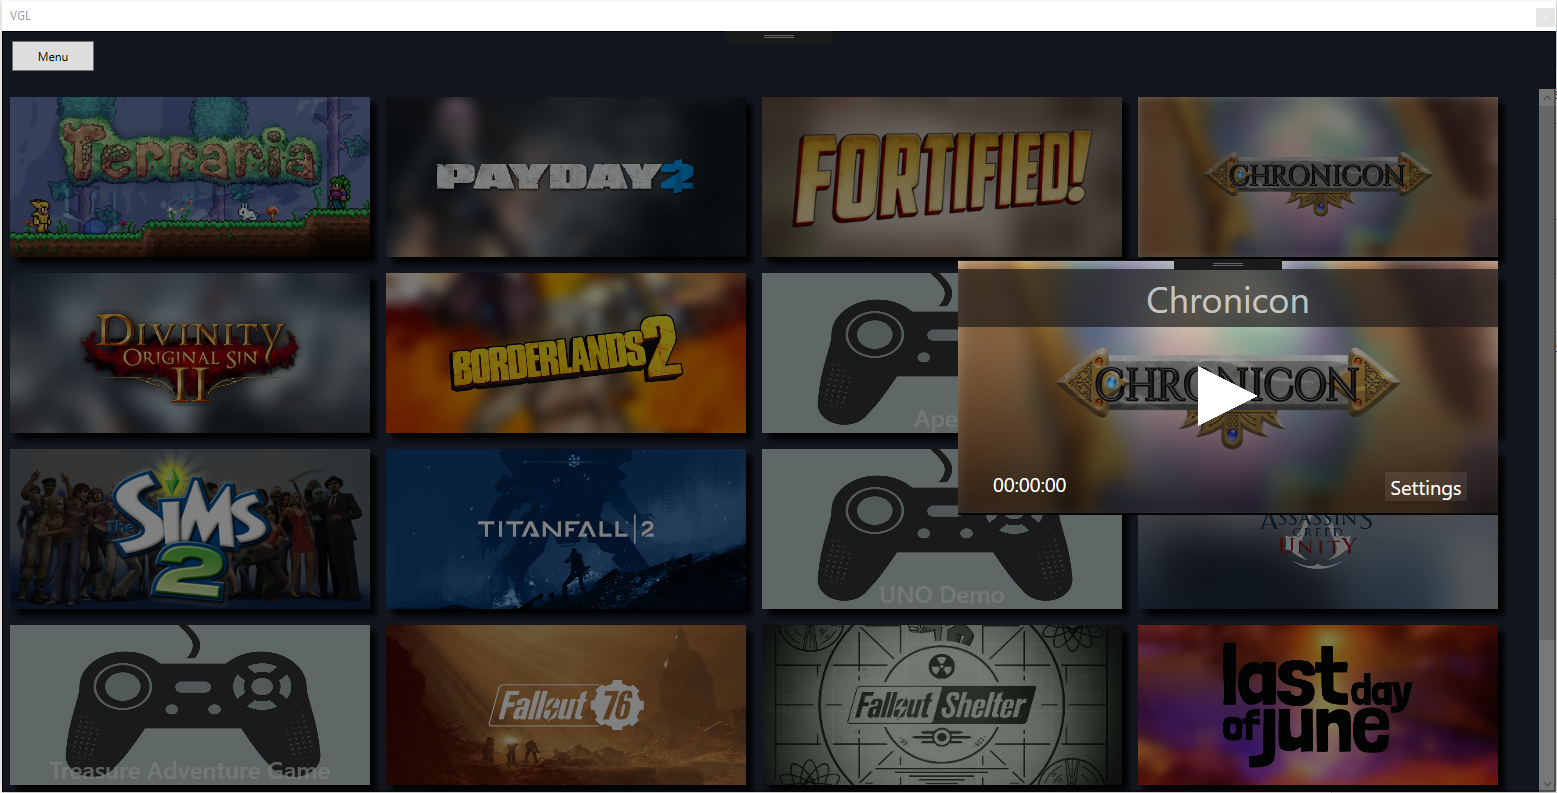 VGL
Menu
Terraria
PAYDAY 2
FORTIFIED!
CHRONICON
DIVINITY
ORIGINAL SIN
II
BORDERLANDS 2
Ape
Chronicon
CHRONICON
00:00:00
Settings
The SIMS
2
TITANFALL|2
UNO Demo
ASSASSIN'S
CREED
UNITY
Treasure Adventure Game
Fallout 76
Fallout Shelter
last day
of june